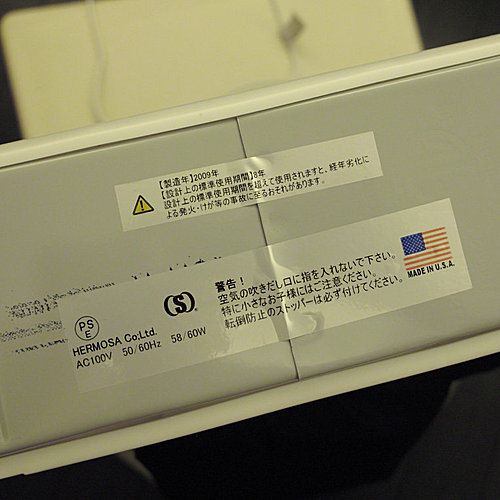 【製造年】2009年
【設計上の標準使用期間】8年
設計上の標準使用期間を超えて使用されますと、経年劣化に
よる発火・けが等の事故に至るおそれがあります。
警告！
空気の吹きだし口に指を入れないで下さい。
特に小さなお子様にはご注意ください。
転倒防止のストッパーは必ず付けてください。
MADE IN U.S.A.
PS
E
(S)
HERMOSA Co.Ltd.
AC100V 50/60Hz 58/60W